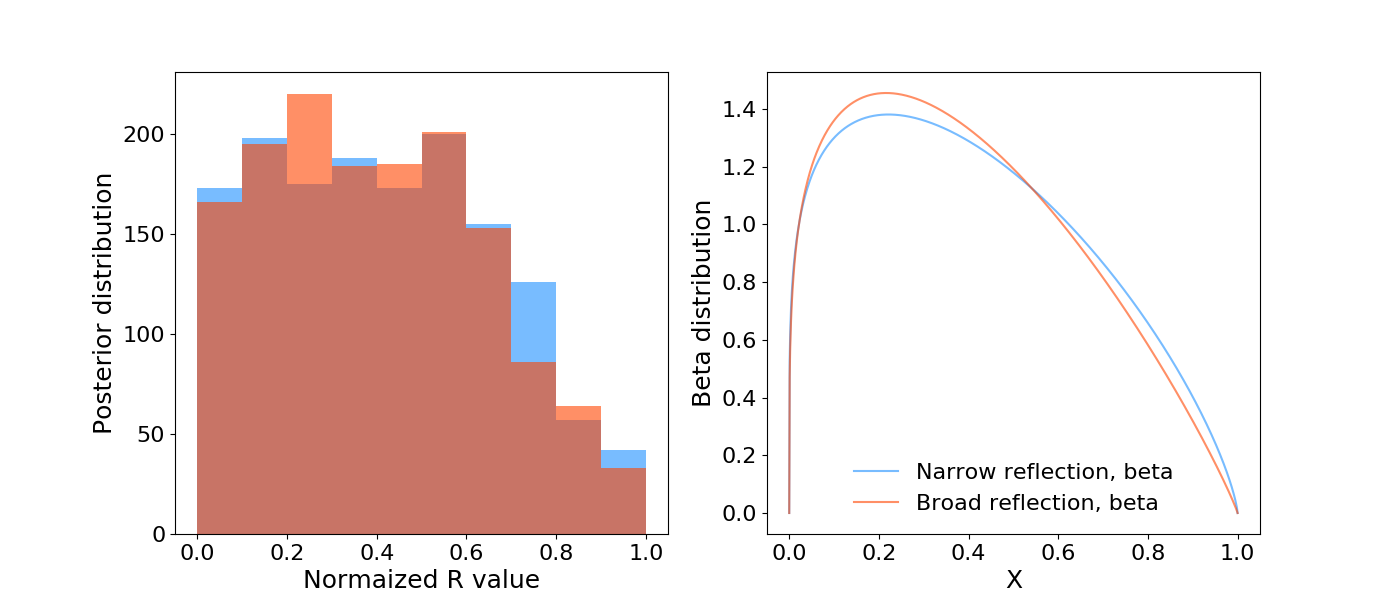 Posterior distribution
200
150
100
50
0
0.0 0.2 0.4 0.6 0.8 1.0
Normaized R value
Beta distribution
1.4
1.2
1.0
0.8
0.6
0.4
0.2
0.0
Narrow reflection, beta
Broad reflection, beta
0.0 0.2 0.4 0.6 0.8 1.0
X